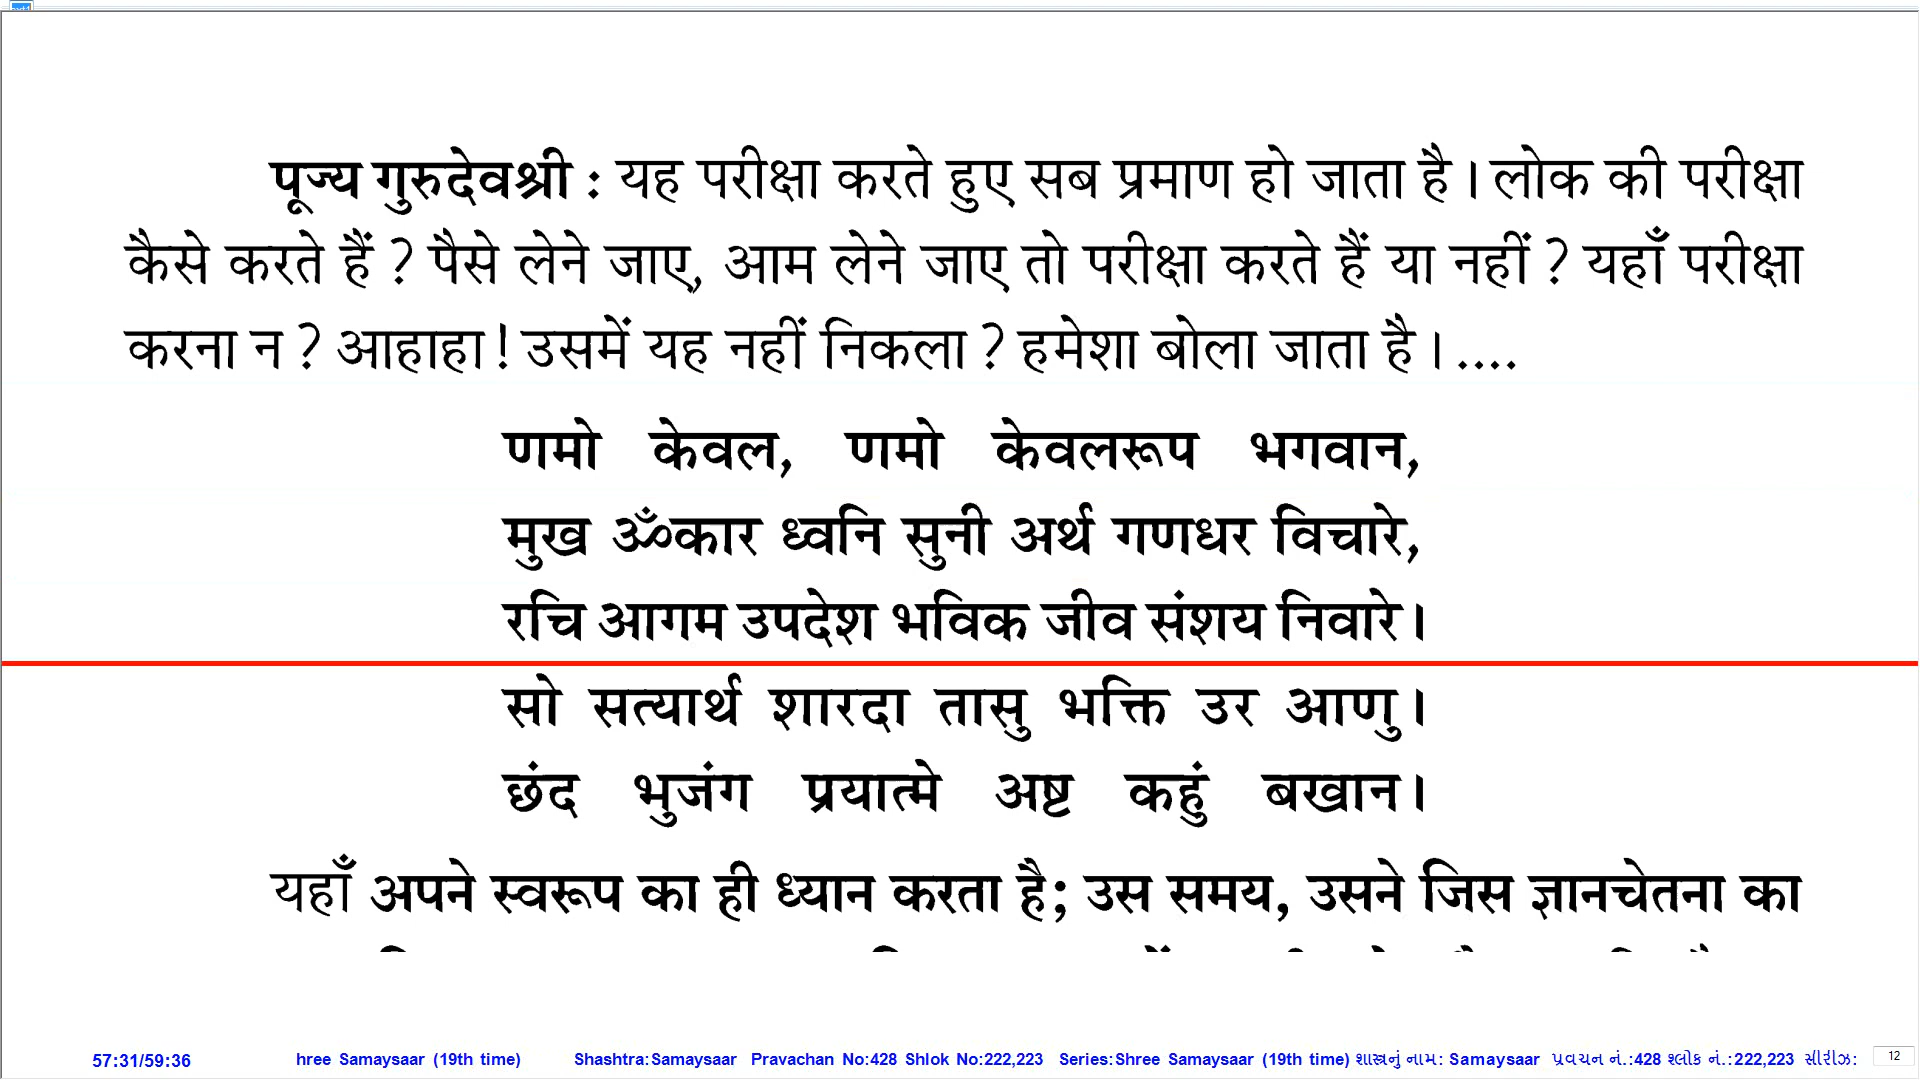 पूज्य गुरुदेवश्री : यह परीक्षा करते हुए सब प्रमाण हो जाता है। लोक की परीक्षा
कैसे करते हैं ? पैसे लेने जाए, आम लेने जाए तो परीक्षा करते हैं या नहीं ? यहाँ परीक्षा
करना न ? आहाहा! उसमें यह नहीं निकला ? हमेशा बोला जाता है। ....
णमो केवल, णमो केवलरूप भगवान,
मुख ॐकार ध्वनि सुनी अर्थ गणधर विचारे,
रचि आगम उपदेश भविक जीव संशय निवारे।
सो सत्यार्थ शारदा तासु भक्ति उर आणु।
छंद भुजंग प्रयात्मे अष्ट कहुं बखान।
यहाँ अपने स्वरूप का ही ध्यान करता है; उस समय, उसने जिस ज्ञानचेतना का
57:31/59:36 hree Samaysaar (19th time) Shashtra:Samaysaar Pravachan No:428 Shlok No:222,223 Series:Shree Samaysaar (19th time) શાસ્ત્રનું નામ: Samaysaar પ્રવચન નં.:428 શ્લોક નં.:222,223 સીરીઝ: 12